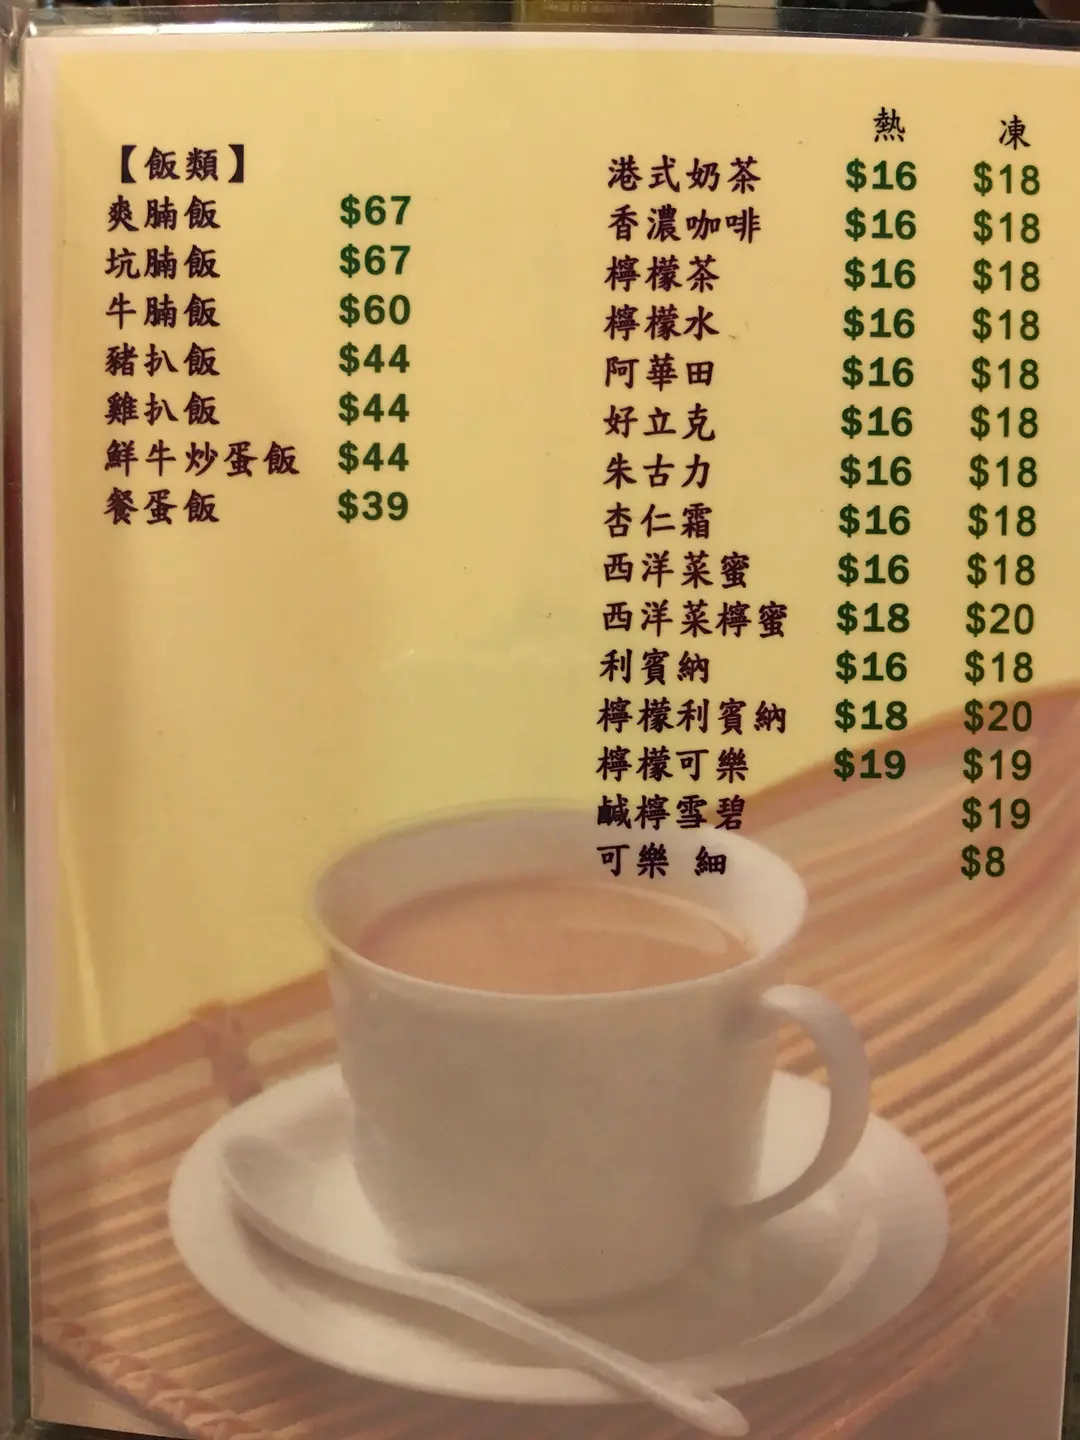 【飯類】
爽腩飯 $67
坑腩飯 $67
牛腩飯 $60
豬扒飯 $44
雞扒飯 $44
鮮牛炒蛋飯 $44
餐蛋飯 $39
熱 凍
港式奶茶 $16 $18
香濃咖啡 $16 $18
檸檬茶 $16 $18
檸檬水 $16 $18
阿華田 $16 $18
好立克 $16 $18
朱古力 $16 $18
杏仁霜 $16 $18
西洋菜蜜 $16 $18
西洋菜檸蜜 $18 $20
利賓納 $16 $18
檸檬利賓納 $18 $20
檸檬可樂 $19 $19
鹹檸雪碧 $19
可樂 細 $8